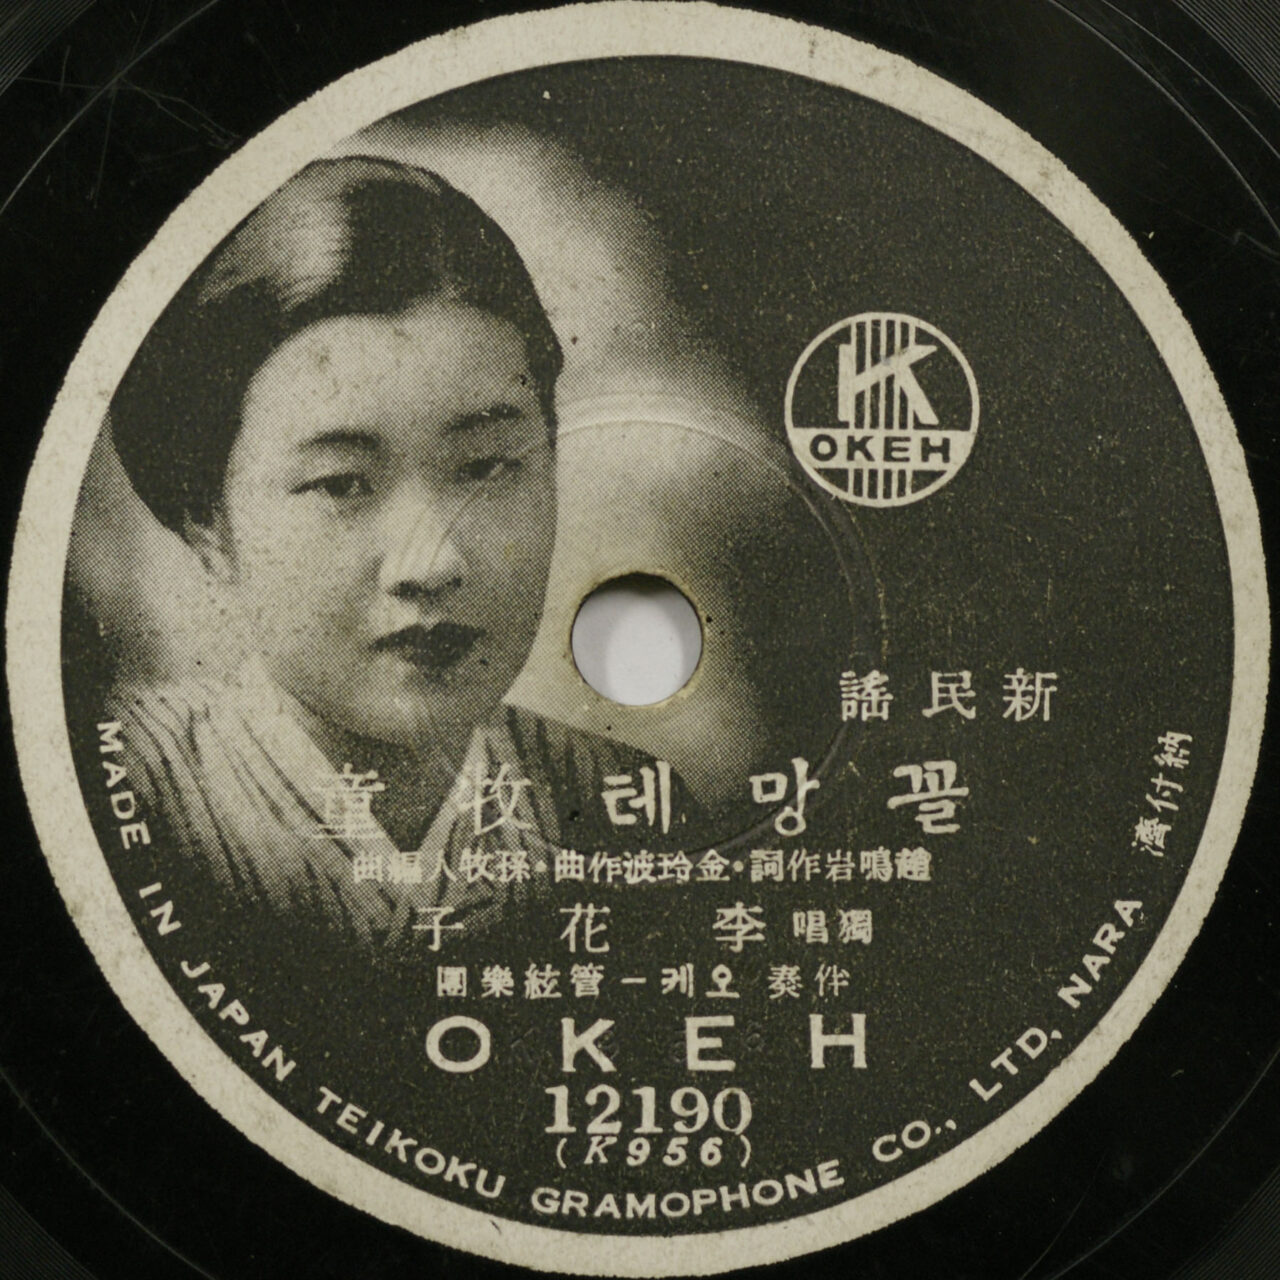 K
OKEH
新民謠
꼴망테牧童
趙鳴岩作詞・金玲波作曲・孫牧人編曲
獨唱 李花子
伴奏 오케ー管絃樂團
OKEH
12190
(K956)
MADE IN JAPAN TEIKOKU GRAMOPHONE CO., LTD, NARA
納付濟